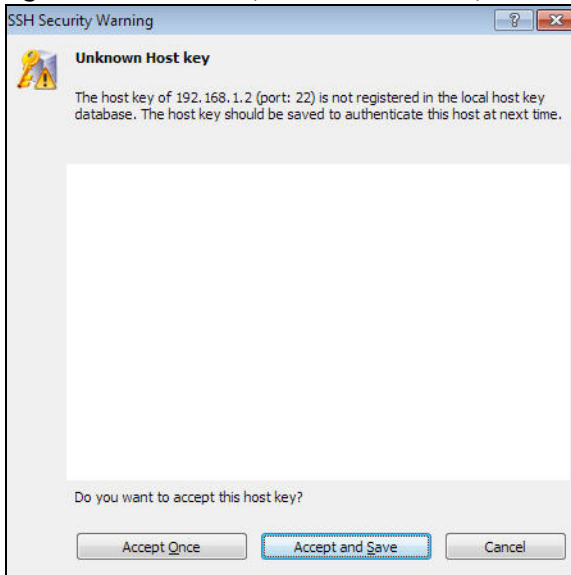 SSH Security Warning
Unknown Host key
The host key of 192.168.1.2 (port: 22) is not registered in the local host key
database. The host key should be saved to authenticate this host at next time.
Do you want to accept this host key?
Accept Once
Accept and Save
Cancel